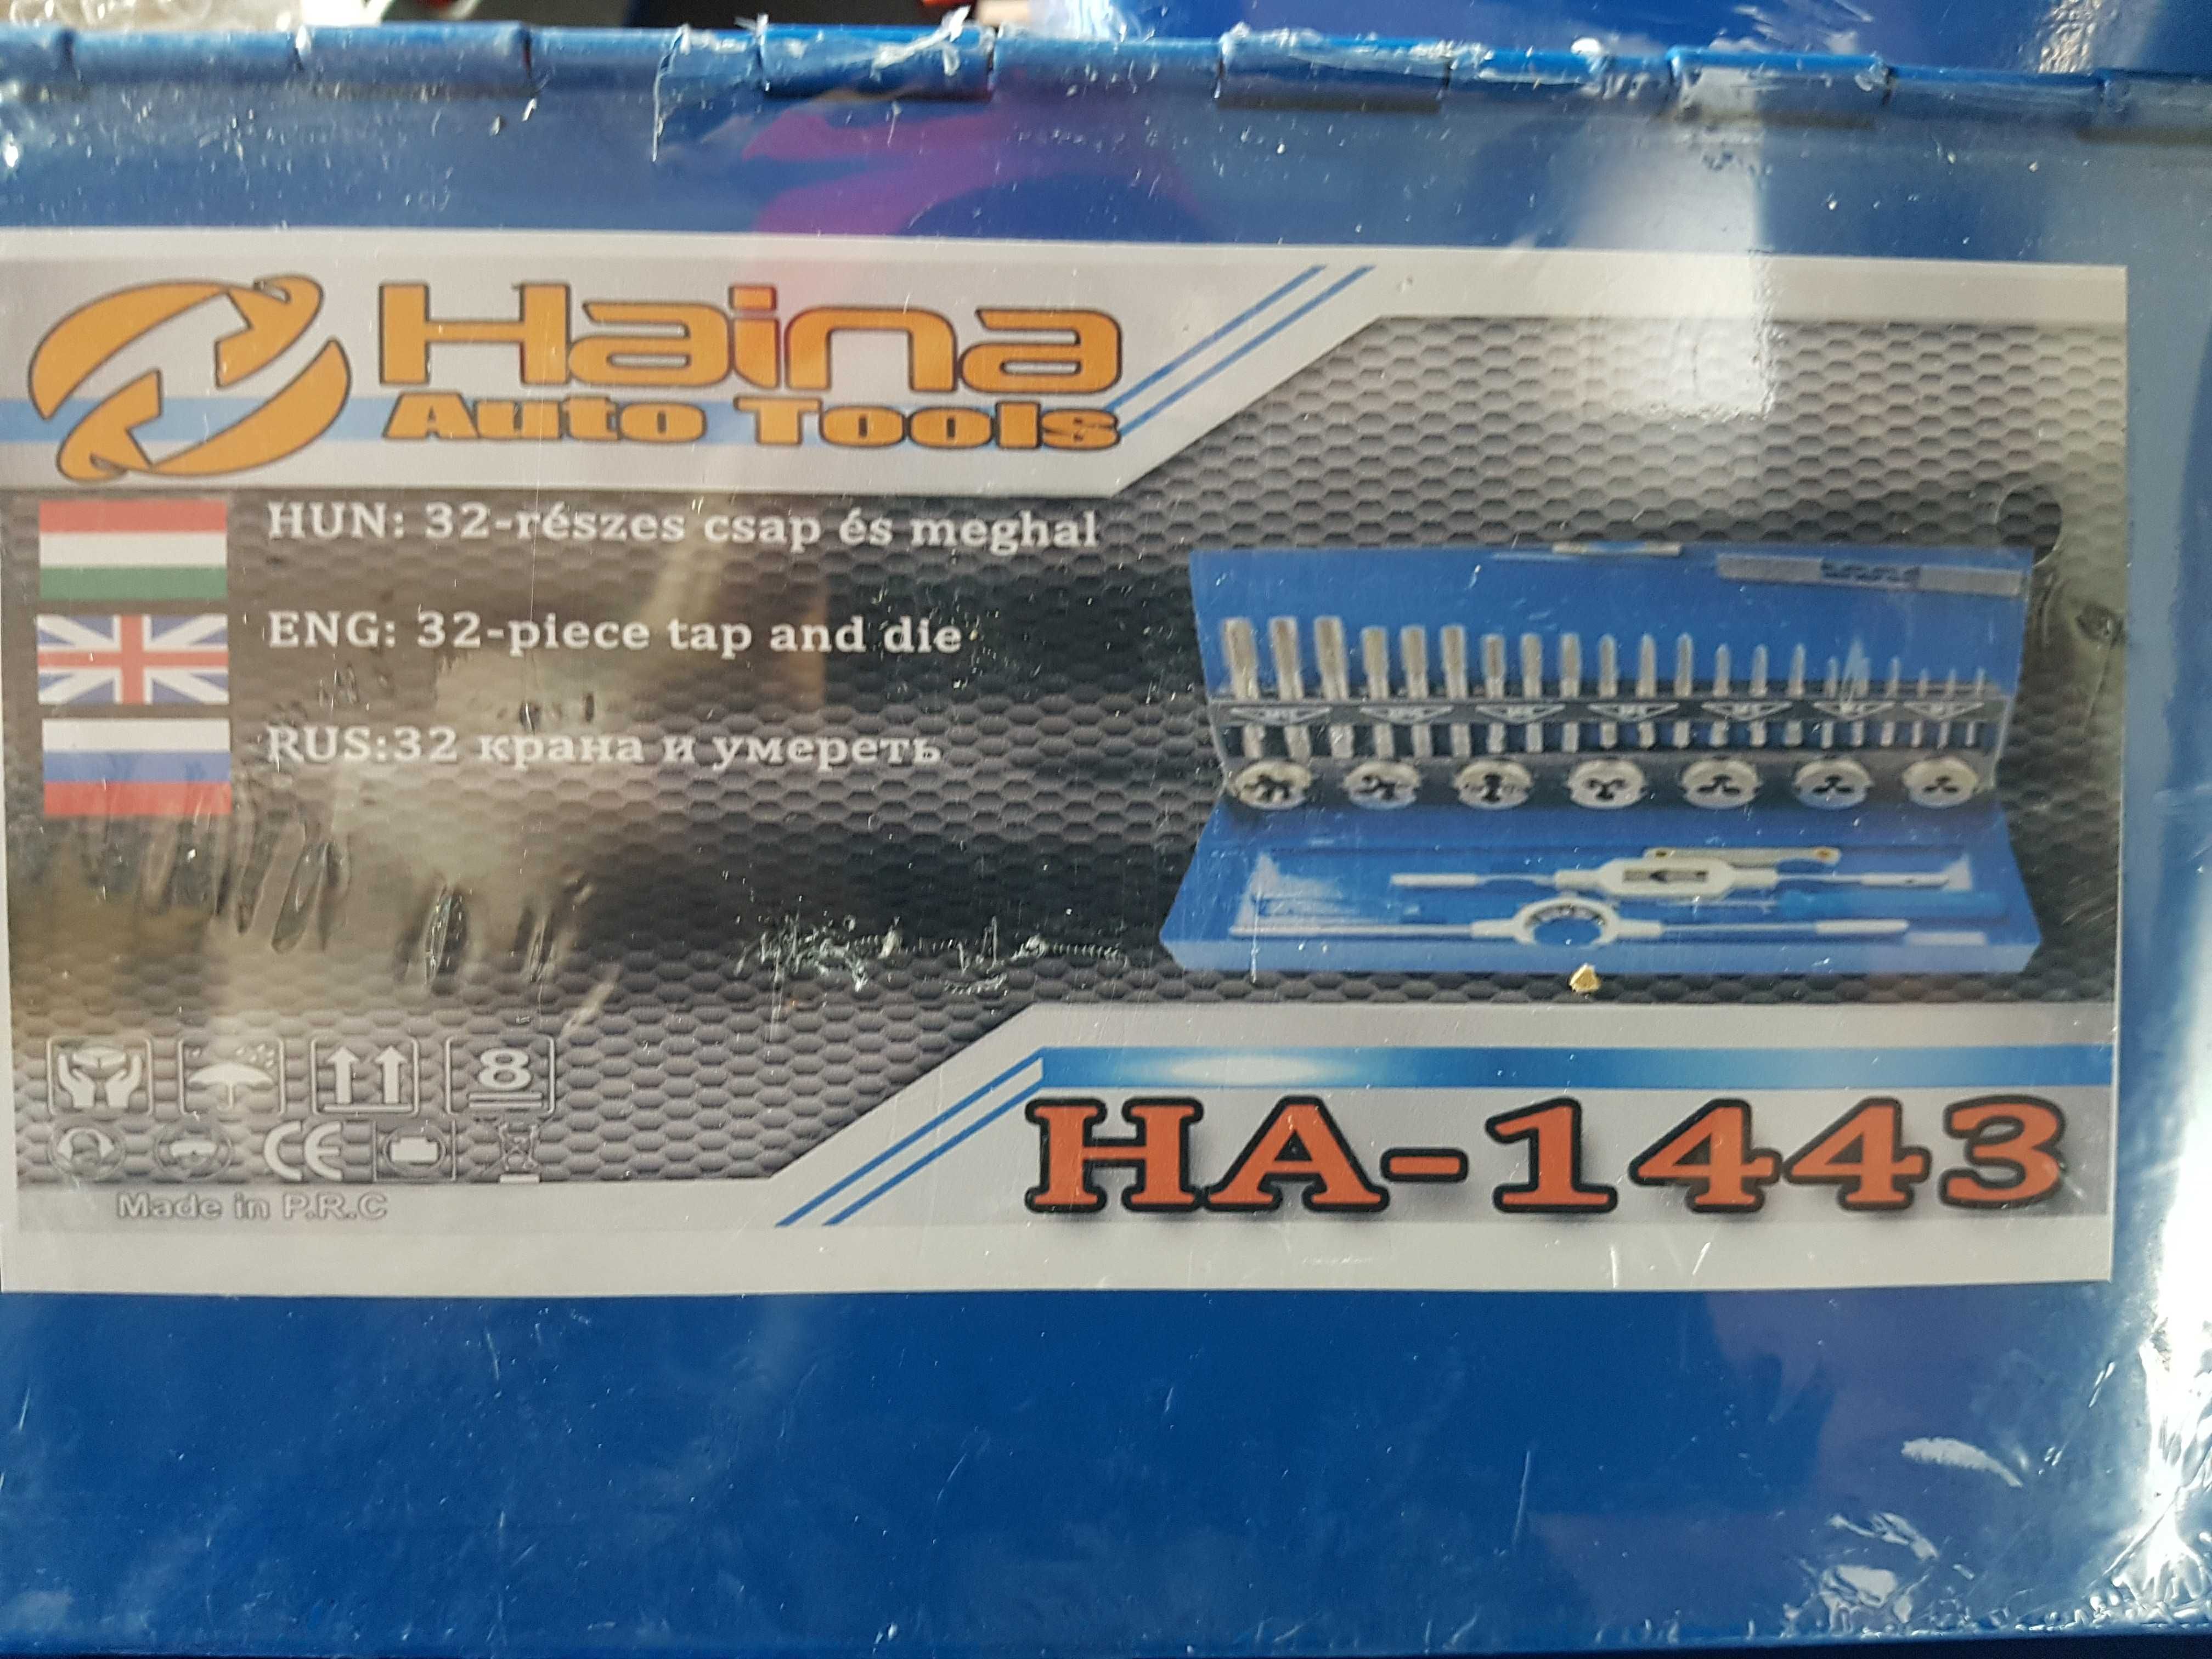 Haina
Auto Tools
HUN: 32-részes csap és meghal
ENG: 32-piece tap and die
RUS:32 крана и умереть
8
CE
Made in P.R.C
HA-1443